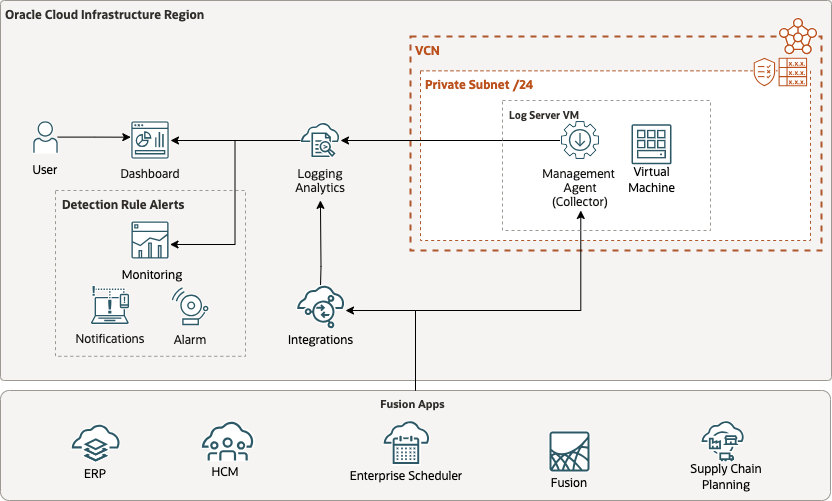 Oracle Cloud Infrastructure Region
VCN
Private Subnet /24
Log Server VM
User
Dashboard
Logging
Analytics
Management
Agent
(Collector)
Virtual
Machine
Detection Rule Alerts
Monitoring
Notifications
Alarm
Integrations
Fusion Apps
ERP
HCM
Enterprise Scheduler
Fusion
Supply Chain
Planning